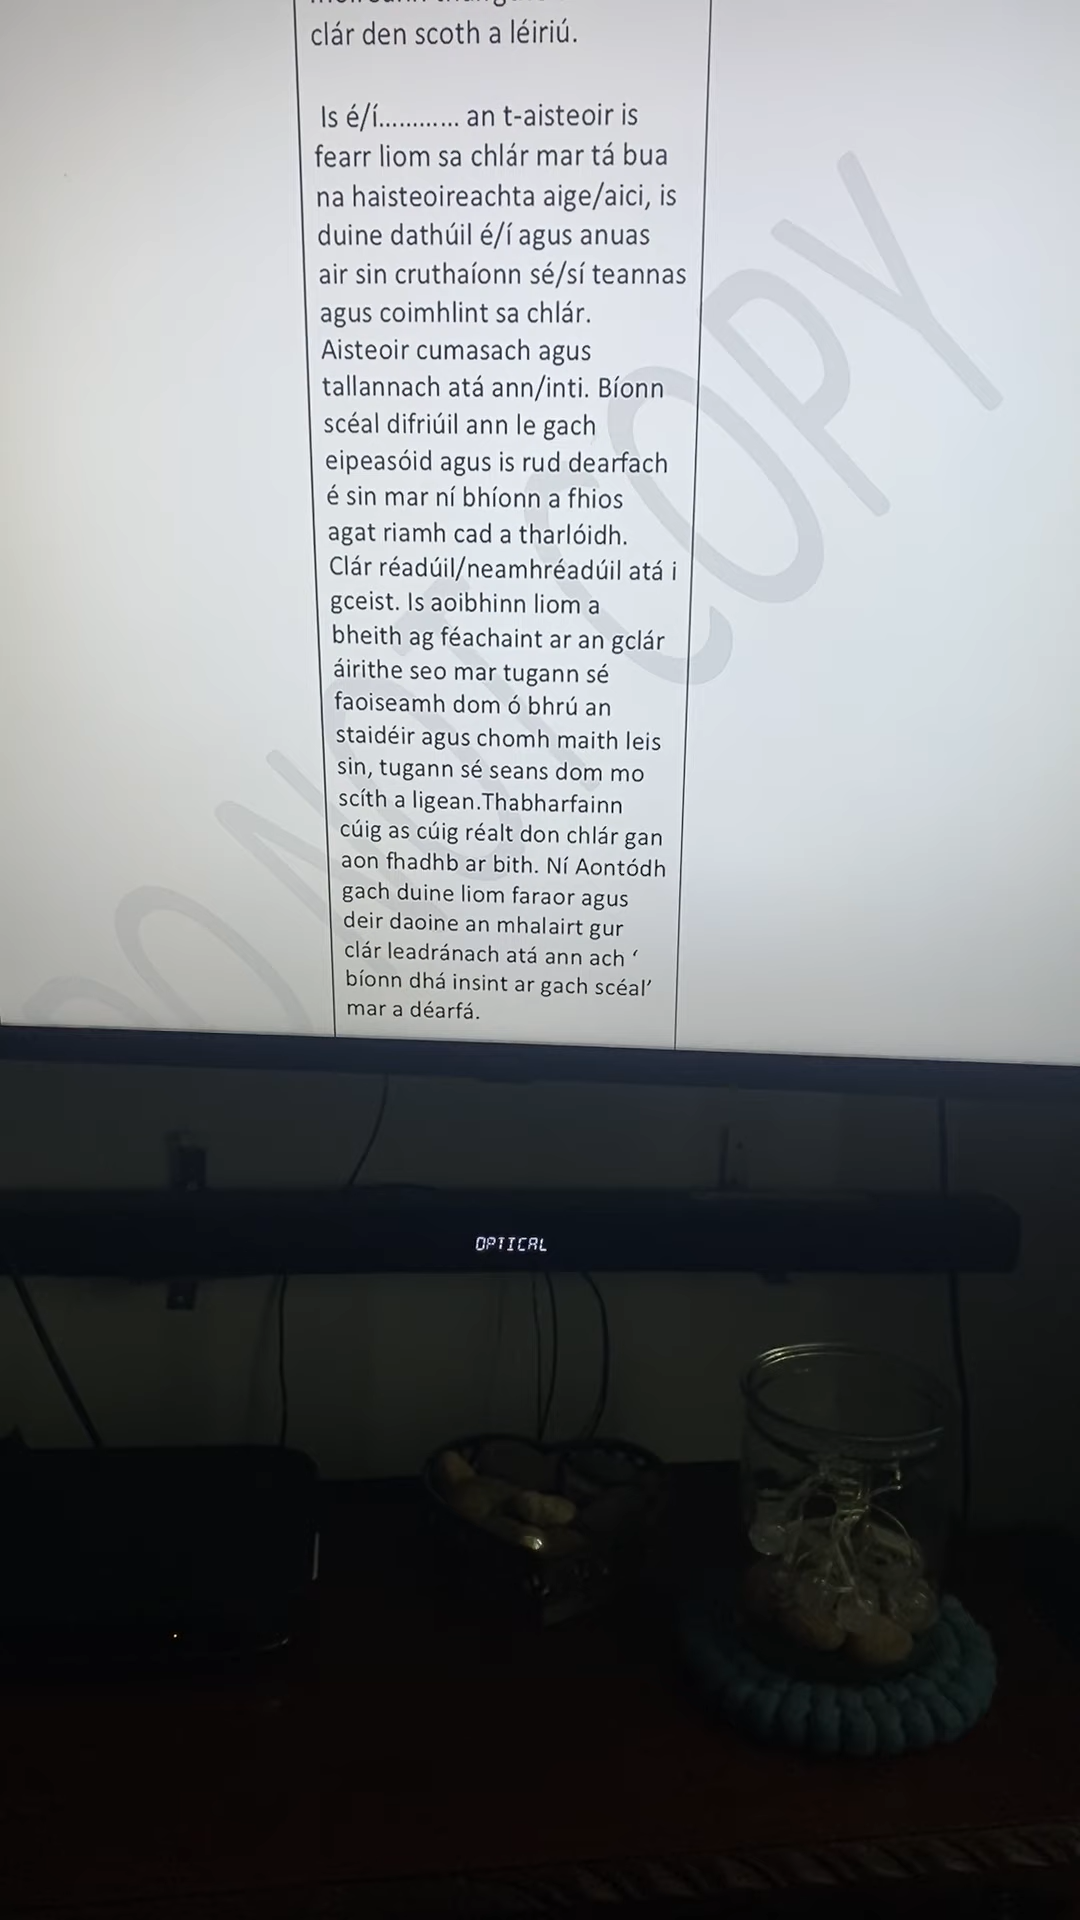 clár den scoth a léiriú.
Is é/í............ an t-aisteoir is
fearr liom sa chlár mar tá bua
na haisteoireachta aige/aici, is
duine dathúil é/í agus anuas
air sin cruthaíonn sé/sí teannas
agus coimhlint sa chlár.
Aisteoir cumasach agus
tallannach atá ann/inti. Bíonn
scéal difriúil ann le gach
eipeasóid agus is rud dearfach
é sin mar ní bhíonn a fhios
agat riamh cad a tharlóidh.
Clár réadúil/neamhréadúil atá i
gceist. Is aoibhinn liom a
bheith ag féachaint ar an gclár
áirithe seo mar tugann sé
faoiseamh dom ó bhrú an
staidéir agus chomh maith leis
sin, tugann sé seans dom mo
scíth a ligean.Thabharfainn
cúig as cúig réalt don chlár gan
aon fhadhb ar bith. Ní Aontódh
gach duine liom faraor agus
deir daoine an mhalairt gur
clár leadránach atá ann ach ‘
bíonn dhá insint ar gach scéal’
mar a déarfá.
DO NOT COPY
OPTICAL